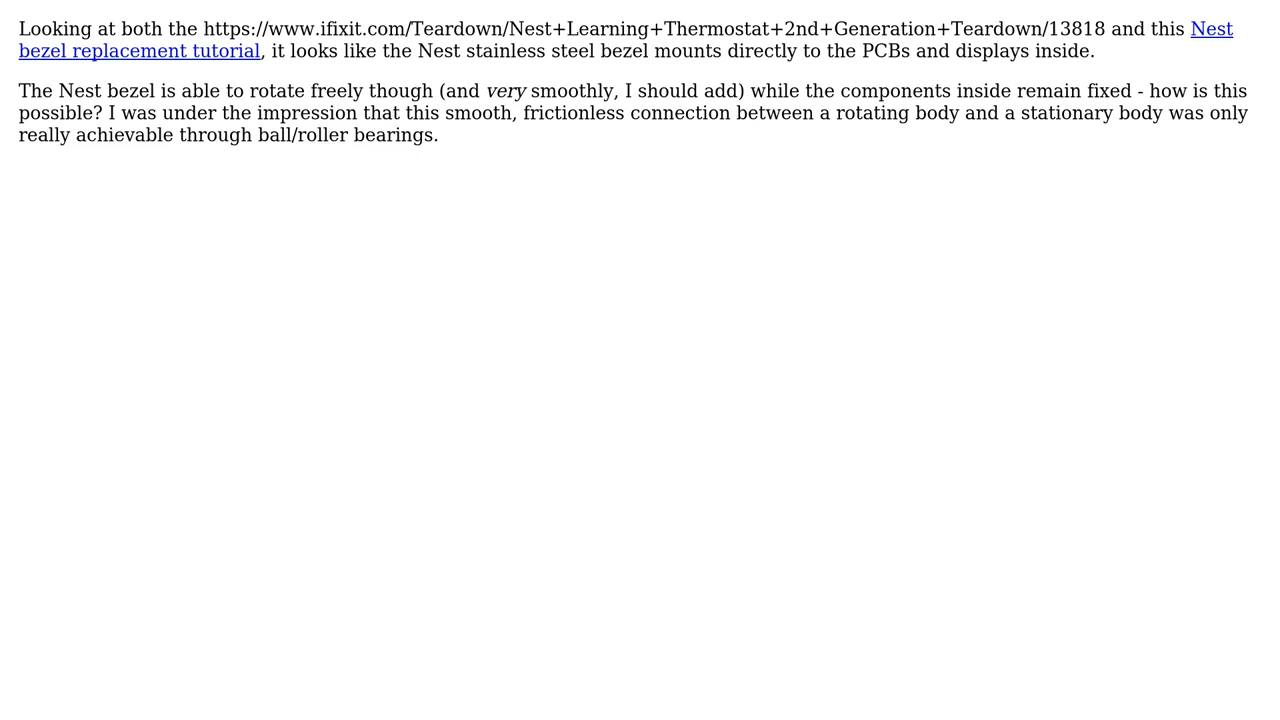 Looking at both the https://www.ifixit.com/Teardown/Nest+Learning+Thermostat+2nd+Generation+Teardown/13818 and this Nest
bezel replacement tutorial, it looks like the Nest stainless steel bezel mounts directly to the PCBs and displays inside.
The Nest bezel is able to rotate freely though (and very smoothly, I should add) while the components inside remain fixed - how is this
possible? I was under the impression that this smooth, frictionless connection between a rotating body and a stationary body was only
really achievable through ball/roller bearings.